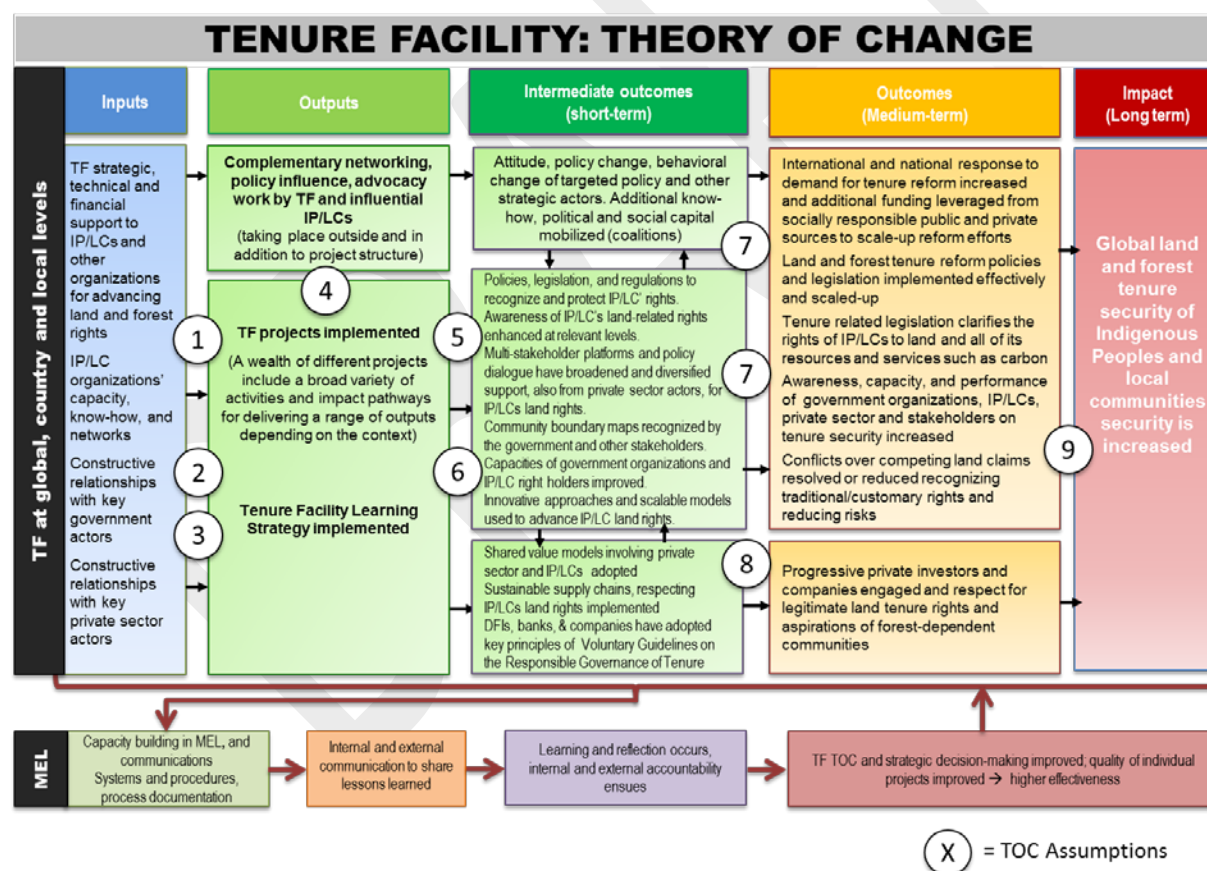 TENURE FACILITY: THEORY OF CHANGE
TF at global, country and local levels
Inputs
TF strategic,
technical and
financial
support to
IP/LCs and
other
organizations
for advancing
land and forest
rights
IP/LC
organizations'
capacity,
know-how, and
networks
Constructive
relationships
with key
government
actors
Constructive
relationships
with key
private sector
actors
1
2
3
Outputs
Complementary networking,
policy influence, advocacy
work by TF and influential
IP/LCs
(taking place outside and in
addition to project structure)
4
TF projects implemented
(A wealth of different projects
include a broad variety of
activities and impact pathways
for delivering a range of outputs
depending on the context)
Tenure Facility Learning
Strategy implemented
5
6
Intermediate outcomes
(short-term)
Attitude, policy change, behavioral
change of targeted policy and other
strategic actors. Additional know-
how, political and social capital
mobilized (coalitions)
Policies, legislation, and regulations to
recognize and protect IP/LC' rights.
Awareness of IP/LC's land-related rights
enhanced at relevant levels.
Multi-stakeholder platforms and policy
dialogue have broadened and diversified
support, also from private sector actors, for
IP/LCs land rights.
Community boundary maps recognized by
the government and other stakeholders.
Capacities of government organizations and
IP/LC right holders improved.
Innovative approaches and scalable models
used to advance IP/LC land rights.
Shared value models involving private
sector and IP/LCs adopted
Sustainable supply chains, respecting
IP/LCs land rights implemented
DFIs, banks, & companies have adopted
key principles of Voluntary Guidelines on
the Responsible Governance of Tenure
7
7
8
Outcomes
(Medium-term)
International and national response to
demand for tenure reform increased
and additional funding leveraged from
socially responsible public and private
sources to scale-up reform efforts
Land and forest tenure reform policies
and legislation implemented effectively
and scaled-up
Tenure related legislation clarifies the
rights of IP/LCs to land and all of its
resources and services such as carbon
Awareness, capacity, and performance
of government organizations, IP/LCs,
private sector and stakeholders on
tenure security increased
Conflicts over competing land claims
resolved or reduced recognizing
traditional/customary rights and
reducing risks
Progressive private investors and
companies engaged and respect for
legitimate land tenure rights and
aspirations of forest-dependent
communities
9
Impact
(Long term)
Global land
and forest
tenure
security of
Indigenous
Peoples and
local
communities
security is
increased
MEL
Capacity building in MEL, and
communications
Systems and procedures,
process documentation
Internal and external
communication to share
lessons learned
Learning and reflection occurs,
internal and external accountability
ensues
TF TOC and strategic decision-making improved; quality of individual
projects improved → higher effectiveness
X = TOC Assumptions